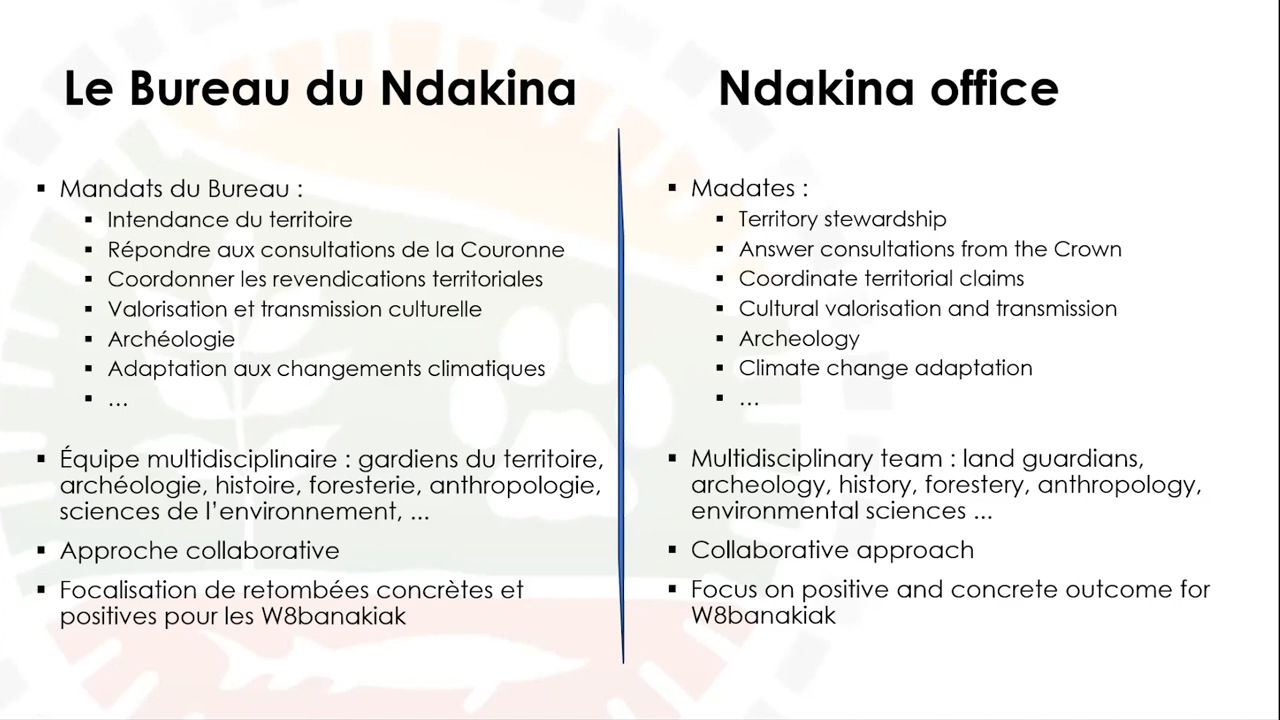 Le Bureau du Ndakina
▪ Mandats du Bureau :
▪ Intendance du territoire
▪ Répondre aux consultations de la Couronne
▪ Coordonner les revendications territoriales
▪ Valorisation et transmission culturelle
▪ Archéologie
▪ Adaptation aux changements climatiques
▪ ...
▪ Équipe multidisciplinaire : gardiens du territoire,
archéologie, histoire, foresterie, anthropologie,
sciences de l’environnement, ...
▪ Approche collaborative
▪ Focalisation de retombées concrètes et
positives pour les W8banakiak
Ndakina office
▪ Madates :
▪ Territory stewardship
▪ Answer consultations from the Crown
▪ Coordinate territorial claims
▪ Cultural valorisation and transmission
▪ Archeology
▪ Climate change adaptation
▪ ...
▪ Multidisciplinary team : land guardians,
archeology, history, forestery, anthropology,
environmental sciences ...
▪ Collaborative approach
▪ Focus on positive and concrete outcome for
W8banakiak